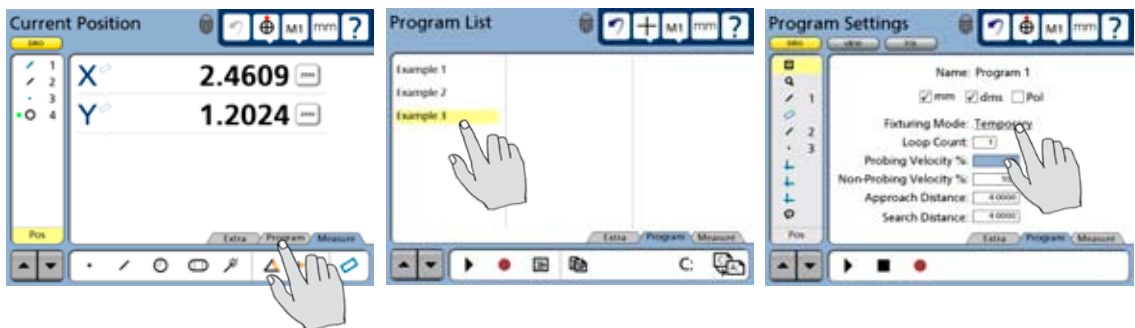 Current Position
M1 mm ?
DRO
1
2
3
4
X 2.4609
Y 1.2024
Pos
Extra Program Measure
Program List
M1 mm ?
Example 1
Example 2
Example 3
Extra Program Measure
C:
Program Settings
M1 mm ?
DRO View
Name: Program 1
mm dms Pol
1
Fixturing Mode: Temporary
2
Loop Count: 1
3
Probing Velocity %:
Non-Probing Velocity %:
Approach Distance: 4.0000
Search Distance: 4.0000
Pos
Extra Program Measure